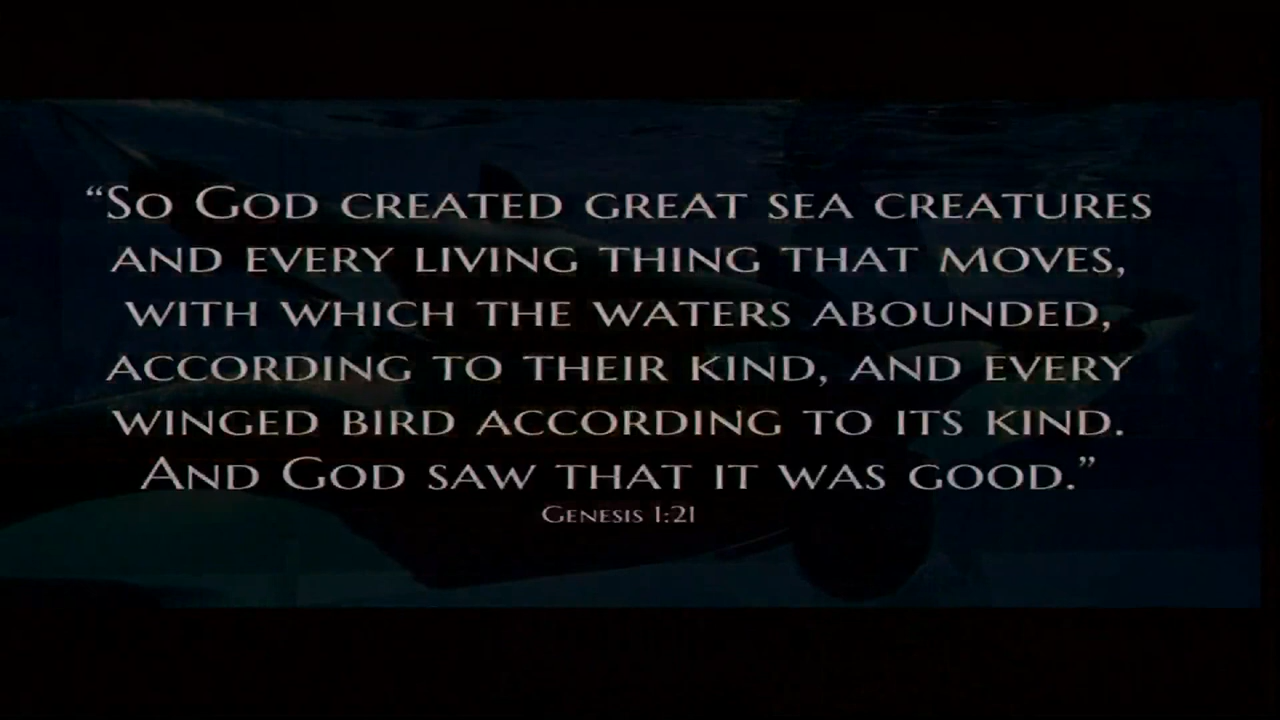 “So God created great sea creatures
and every living thing that moves,
with which the waters abounded,
according to their kind, and every
winged bird according to its kind.
And God saw that it was good.”
Genesis 1:21